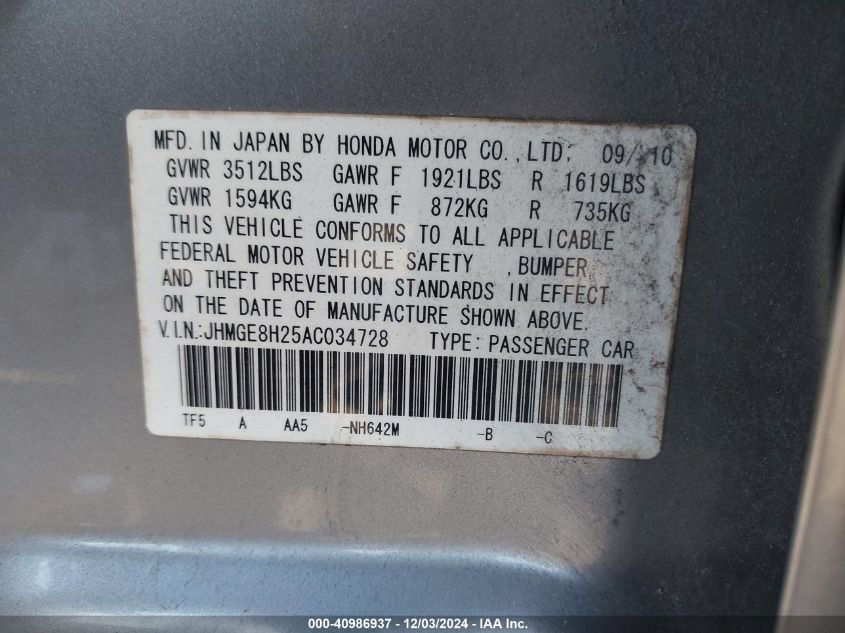 MFD. IN JAPAN BY HONDA MOTOR CO., LTD. 09/10
GVWR 3512LBS GAWR F 1921LBS R 1619LBS
GVWR 1594KG GAWR F 872KG R 735KG
THIS VEHICLE CONFORMS TO ALL APPLICABLE
FEDERAL MOTOR VEHICLE SAFETY , BUMPER,
AND THEFT PREVENTION STANDARDS IN EFFECT
ON THE DATE OF MANUFACTURE SHOWN ABOVE.
V.I.N.:JHMGE8H25AC034728 TYPE: PASSENGER CAR
TF5 A AA5 -NH642M -B -C
000-40986937 - 12/03/2024 - IAA Inc.